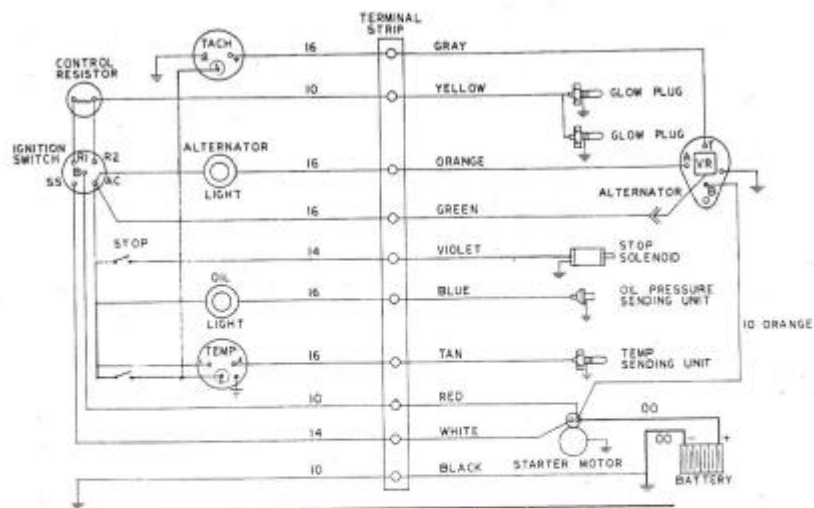 TERMINAL
STRIP
TACH
16
GRAY
CONTROL
RESISTOR
10
YELLOW
GLOW PLUG
GLOW PLUG
IGNITION
SWITCH
R1
R2
B
SS
AC
ALTERNATOR
16
ORANGE
LIGHT
VR
ALTERNATOR
16
GREEN
STOP
14
VIOLET
STOP
SOLENOID
OIL
16
BLUE
LIGHT
OIL PRESSURE
SENDING UNIT
10 ORANGE
TEMP
16
TAN
TEMP
SENDING UNIT
10
RED
OO
14
WHITE
OO
- +
STARTER MOTOR
10
BLACK
BATTERY